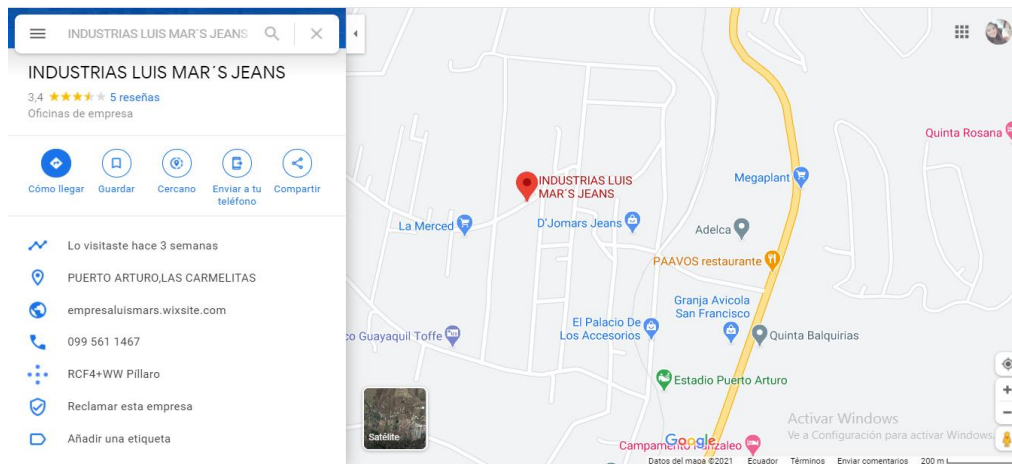 INDUSTRIAS LUIS MAR´S JEANS
INDUSTRIAS LUIS MAR´S JEANS
3,4
5 reseñas
Oficinas de empresa
Cómo llegar
Guardar
Cercano
Enviar a tu
teléfono
Compartir
Lo visitaste hace 3 semanas
PUERTO ARTURO,LAS CARMELITAS
empresaluismars.wixsite.com
099 561 1467
RCF4+WW Píllaro
Reclamar esta empresa
Añadir una etiqueta
Quinta Rosana
INDUSTRIAS LUIS
MAR´S JEANS
Megaplant
La Merced
D'Jomars Jeans
Adelca
PAAVOS restaurante
Granja Avicola
San Francisco
El Palacio De
Los Accesorios
co Guayaquil Toffe
Quinta Balquirias
Estadio Puerto Arturo
Satélite
Google
Activar Windows
Ve a Configuración para activar Windows.
Datos del mapa ©2021
Ecuador
Términos
Enviar comentarios
200 m